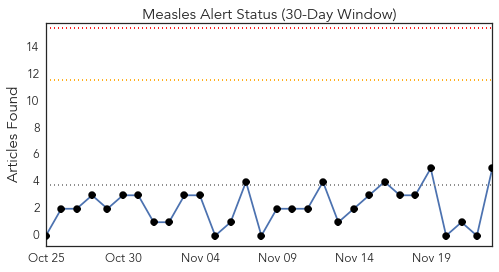 Measles Alert Status (30-Day Window)
Articles Found
14
12
10
8
6
4
2
0
Oct 25 Oct 30 Nov 04 Nov 09 Nov 14 Nov 19